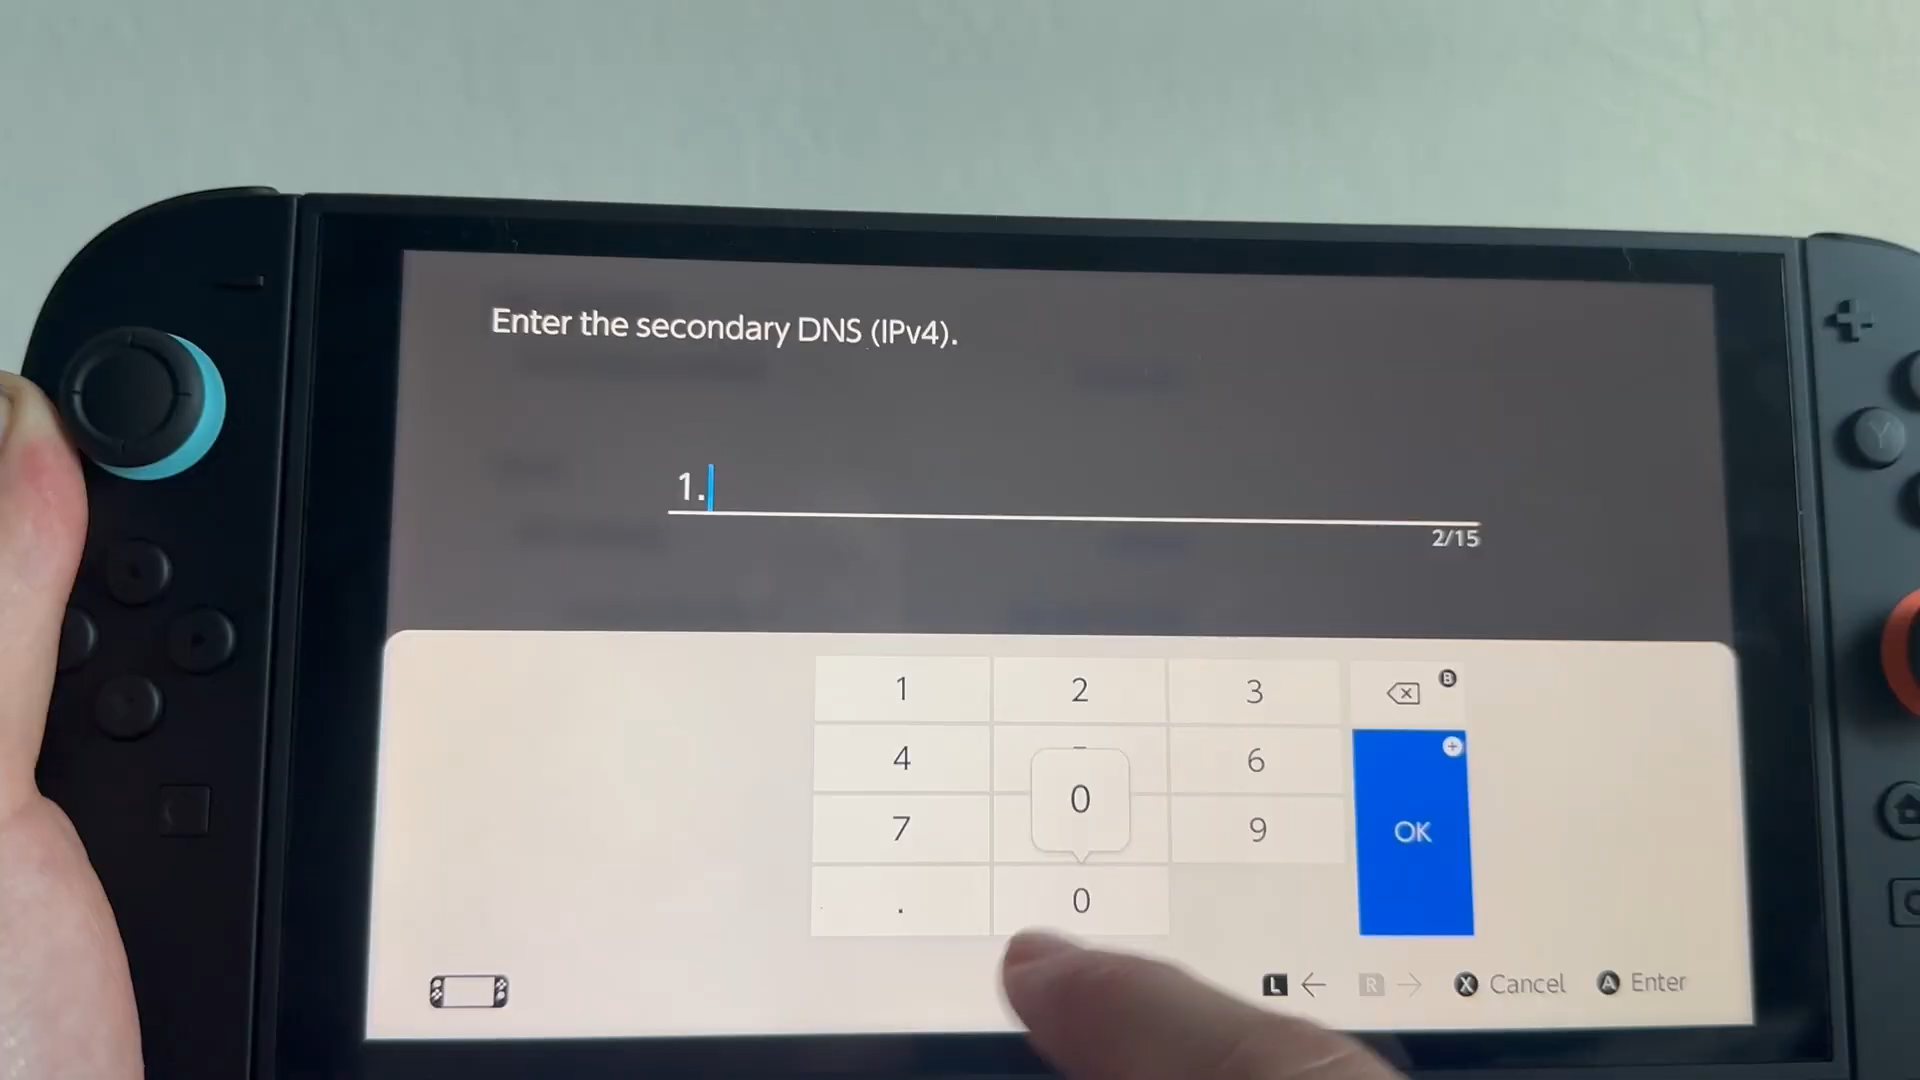 Enter the secondary DNS (IPv4).
1.
2/15
1 2 3 B
4 6 +
0
7 9 OK
. 0
L ← R → X Cancel A Enter
Y